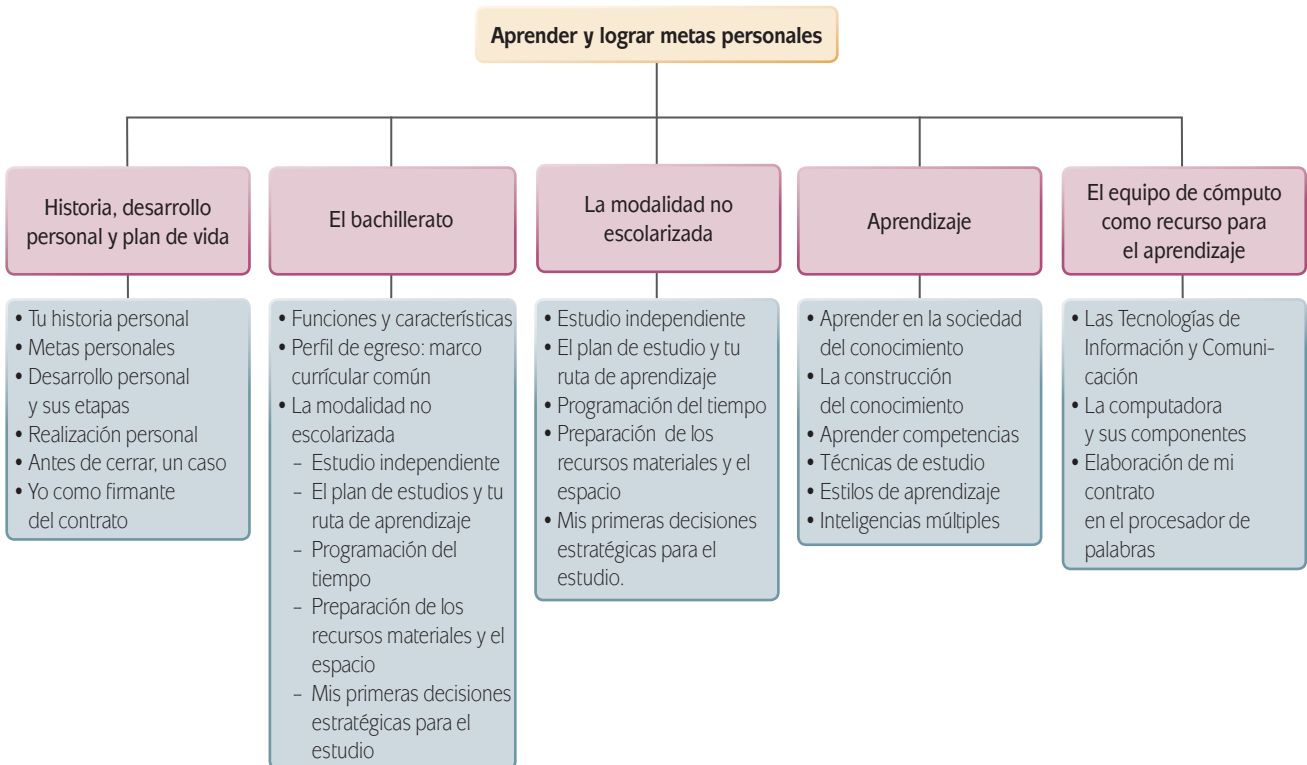 Aprender y lograr metas personales
Historia, desarrollo
personal y plan de vida
• Tu historia personal
• Metas personales
• Desarrollo personal
y sus etapas
• Realización personal
• Antes de cerrar, un caso
• Yo como firmante
del contrato
El bachillerato
• Funciones y características
• Perfil de egreso: marco
currícular común
• La modalidad no
escolarizada
– Estudio independiente
– El plan de estudios y tu
ruta de aprendizaje
– Programación del
tiempo
– Preparación de los
recursos materiales y el
espacio
– Mis primeras decisiones
estratégicas para el
estudio
La modalidad no
escolarizada
• Estudio independiente
• El plan de estudio y tu
ruta de aprendizaje
• Programación del tiempo
• Preparación de los
recursos materiales y el
espacio
• Mis primeras decisiones
estratégicas para el
estudio.
Aprendizaje
• Aprender en la sociedad
del conocimiento
• La construcción
del conocimiento
• Aprender competencias
• Técnicas de estudio
• Estilos de aprendizaje
• Inteligencias múltiples
El equipo de cómputo
como recurso para
el aprendizaje
• Las Tecnologías de
Información y Comuni-
cación
• La computadora
y sus componentes
• Elaboración de mi
contrato
en el procesador de
palabras